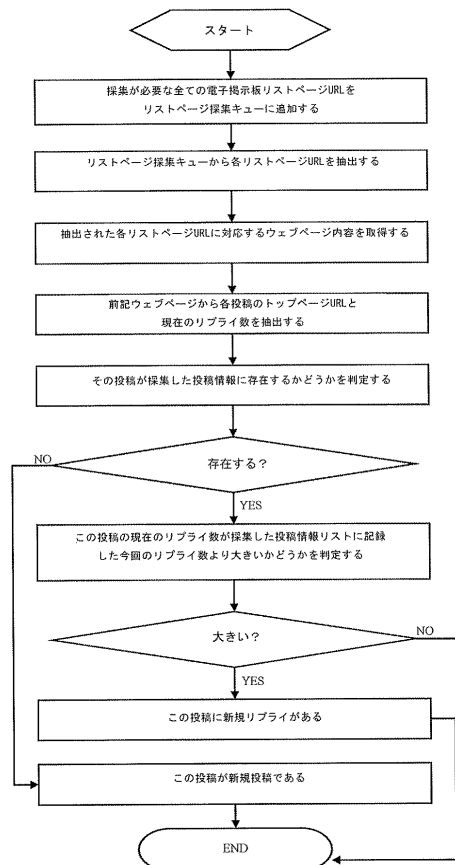 スタート
採集が必要な全ての電子掲示板リストページURLを
リストページ採集キューに追加する
リストページ採集キューから各リストページURLを抽出する
抽出された各リストページURLに対応するウェブページ内容を取得する
前記ウェブページから各投稿のトップページURLと
現在のリプライ数を抽出する
その投稿が採集した投稿情報に存在するかどうかを判定する
存在する?
NO
YES
この投稿の現在のリプライ数が採集した投稿情報リストに記録
した今回のリプライ数より大きいかどうかを判定する
大きい?
NO
YES
この投稿に新規リプライがある
この投稿が新規投稿である
END